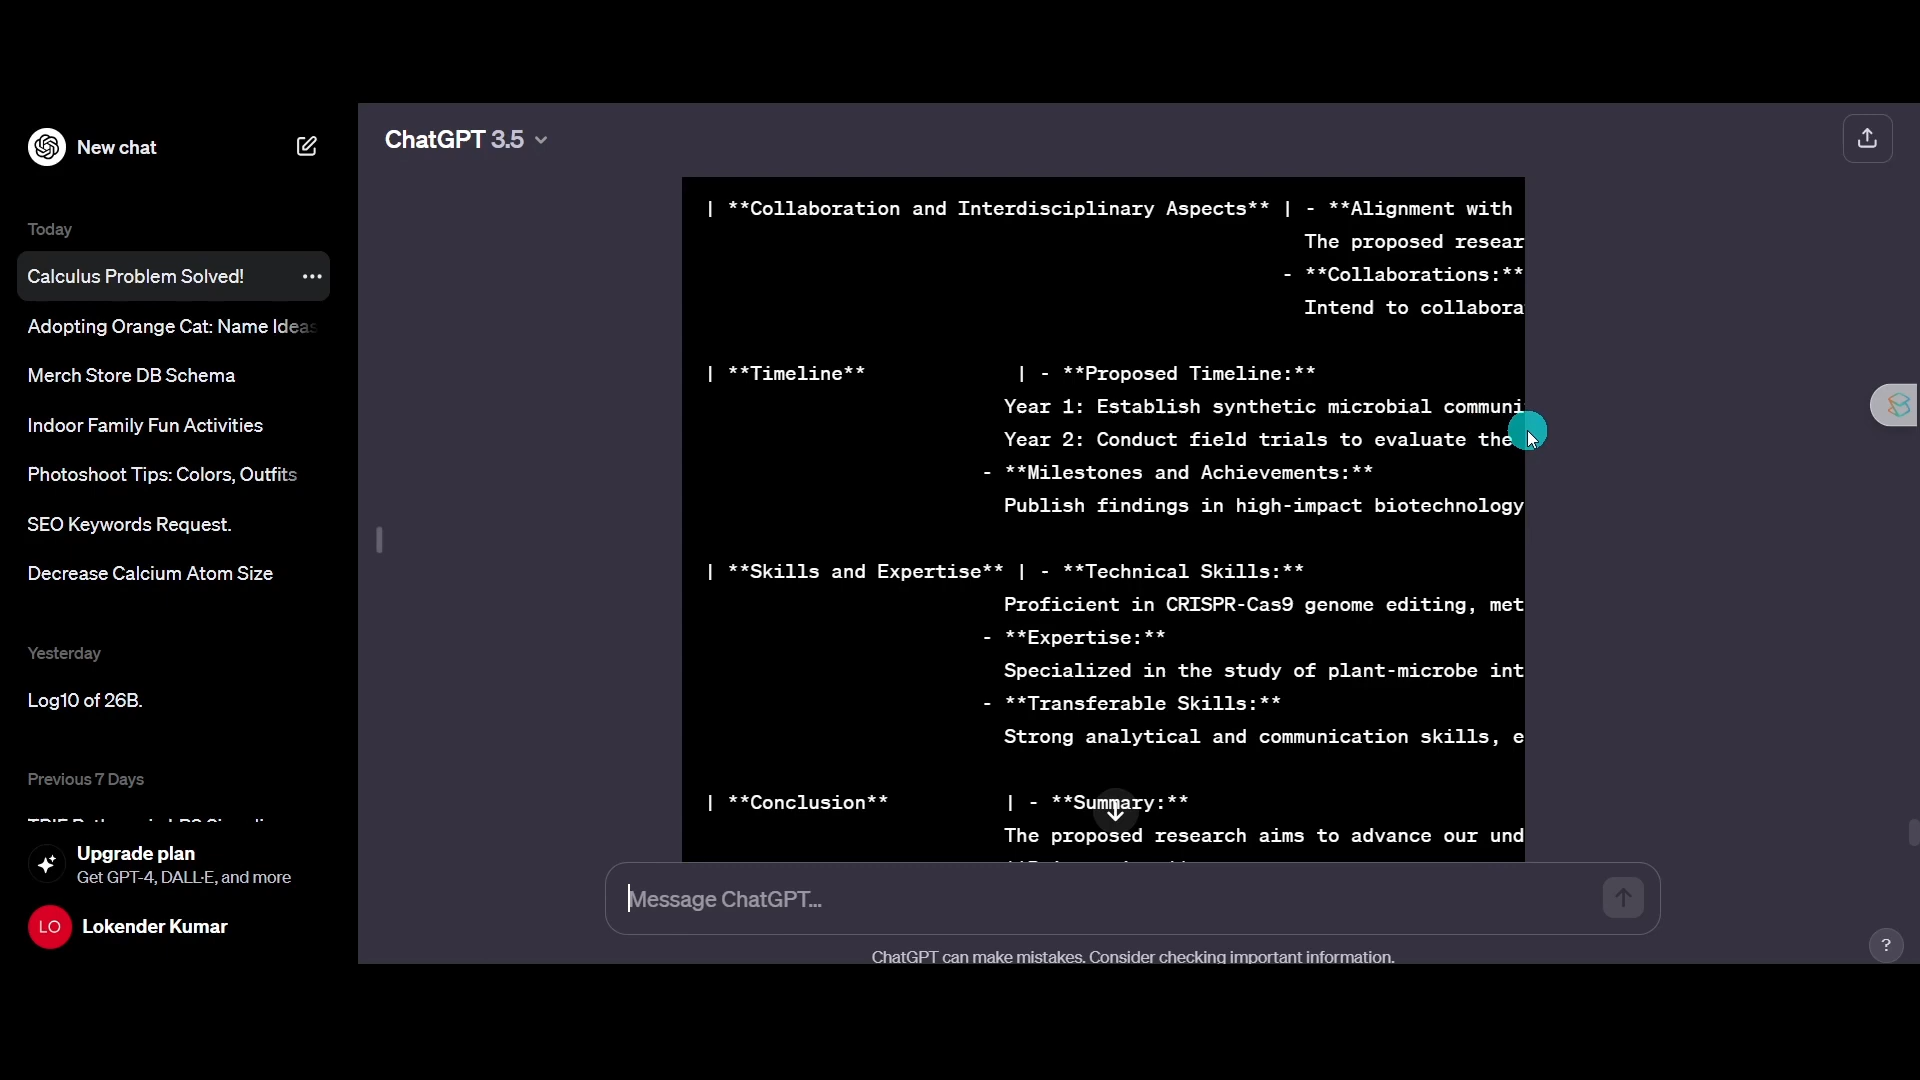 New chat
Today
Calculus Problem Solved!
Adopting Orange Cat: Name Ideas
Merch Store DB Schema
Indoor Family Fun Activities
Photoshoot Tips: Colors, Outfits
SEO Keywords Request.
Decrease Calcium Atom Size
Yesterday
Log10 of 26B.
Previous 7 Days
Upgrade plan
Get GPT-4, DALL·E, and more
LO
Lokender Kumar
ChatGPT 3.5
| **Collaboration and Interdisciplinary Aspects** | - **Alignment with
The proposed resear
- **Collaborations:**
Intend to collabora
| **Timeline** | - **Proposed Timeline:**
Year 1: Establish synthetic microbial communi
Year 2: Conduct field trials to evaluate the
- **Milestones and Achievements:**
Publish findings in high-impact biotechnology
| **Skills and Expertise** | - **Technical Skills:**
Proficient in CRISPR-Cas9 genome editing, met
- **Expertise:**
Specialized in the study of plant-microbe int
- **Transferable Skills:**
Strong analytical and communication skills, e
| **Conclusion** | - **Summary:**
The proposed research aims to advance our und
Message ChatGPT...
ChatGPT can make mistakes. Consider checking important information.
?